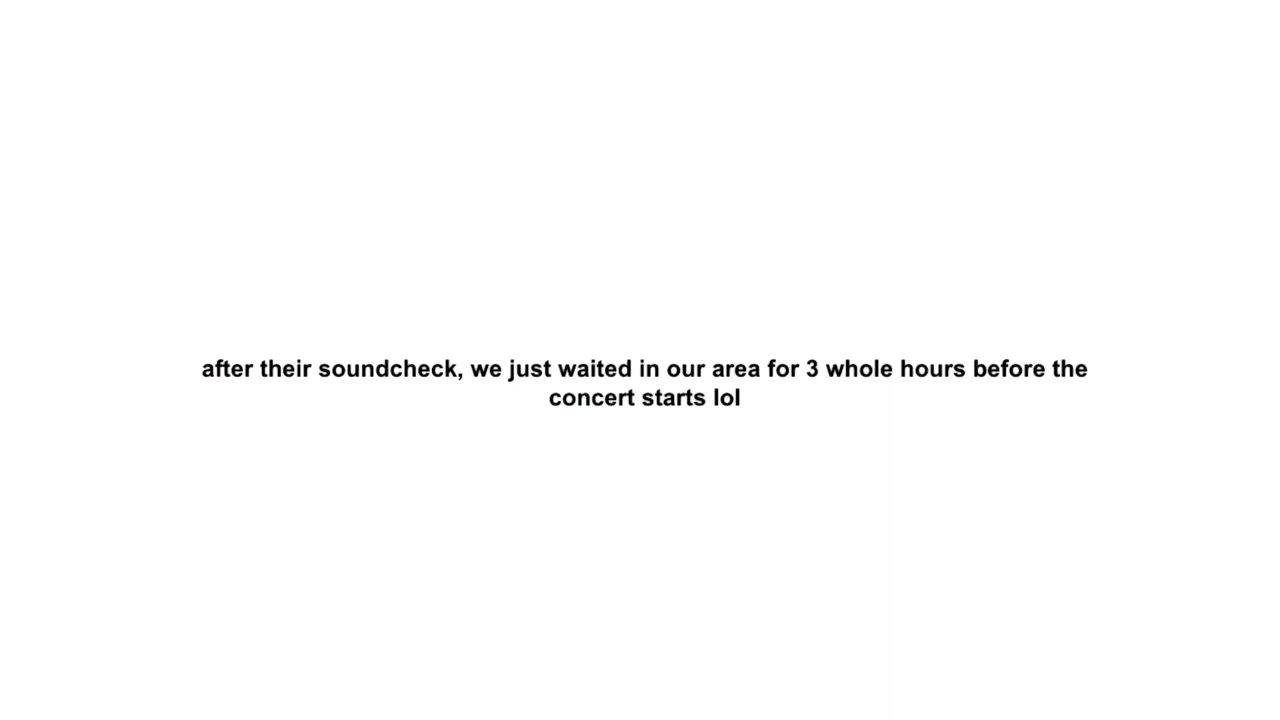 after their soundcheck, we just waited in our area for 3 whole hours before the
concert starts lol